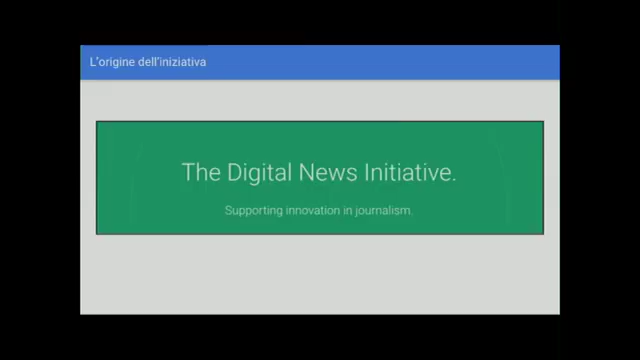 L'origine dell'iniziativa
The Digital News Initiative.
Supporting innovation in journalism.